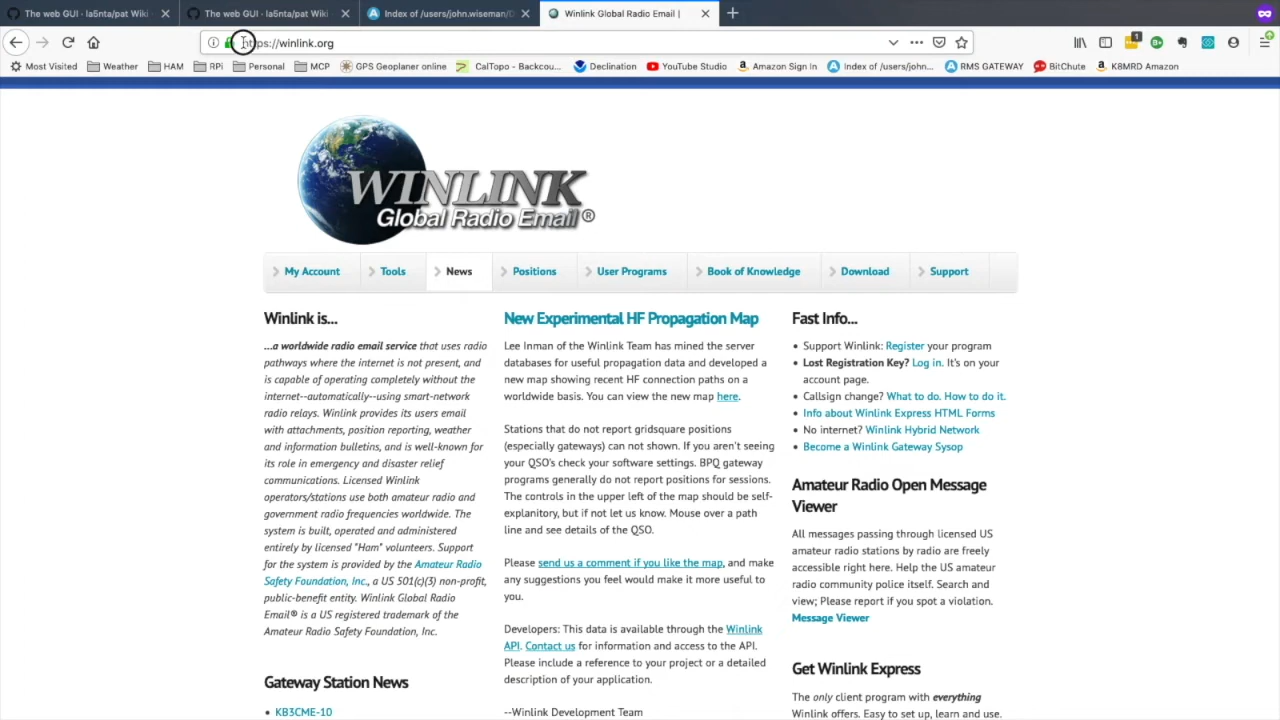 The web GUI · la5nta/pat Wiki
The web GUI · la5nta/pat Wiki
Index of /users/john.wiseman/
Winlink Global Radio Email |
https://winlink.org
Most Visited Weather HAM RPi Personal MCP GPS Geoplaner online CalTopo - Backcou... Declination YouTube Studio Amazon Sign In Index of /users/john... RMS GATEWAY BitChute K8MRD Amazon
1
WINLINK
Global Radio Email ®
My Account Tools News Positions User Programs Book of Knowledge Download Support
Winlink is...
...a worldwide radio email service that uses radio
pathways where the internet is not present, and
is capable of operating completely without the
internet--automatically--using smart-network
radio relays. Winlink provides its users email
with attachments, position reporting, weather
and information bulletins, and is well-known for
its role in emergency and disaster relief
communications. Licensed Winlink
operators/stations use both amateur radio and
government radio frequencies worldwide. The
system is built, operated and administered
entirely by licensed "Ham" volunteers. Support
for the system is provided by the Amateur Radio
Safety Foundation, Inc., a US 501(c)(3) non-profit,
public-benefit entity. Winlink Global Radio
Email® is a US registered trademark of the
Amateur Radio Safety Foundation, Inc.
Gateway Station News
KB3CME-10
New Experimental HF Propagation Map
Lee Inman of the Winlink Team has mined the server
databases for useful propagation data and developed a
new map showing recent HF connection paths on a
worldwide basis. You can view the new map here.
Stations that do not report gridsquare positions
(especially gateways) can not shown. If you aren't seeing
your QSO's check your software settings. BPQ gateway
programs generally do not report positions for sessions.
The controls in the upper left of the map should be self-
explanitory, but if not let us know. Mouse over a path
line and see details of the QSO.
Please send us a comment if you like the map, and make
any suggestions you feel would make it more useful to
you.
Developers: This data is available through the Winlink
API. Contact us for information and access to the API.
Please include a reference to your project or a detailed
description of your application.
--Winlink Development Team
Fast Info...
Support Winlink: Register your program
Lost Registration Key? Log in. It's on your
account page.
Callsign change? What to do. How to do it.
Info about Winlink Express HTML Forms
No internet? Winlink Hybrid Network
Become a Winlink Gateway Sysop
Amateur Radio Open Message
Viewer
All messages passing through licensed US
amateur radio stations by radio are freely
accessible right here. Help the US amateur
radio community police itself. Search and
view; Please report if you spot a violation.
Message Viewer
Get Winlink Express
The only client program with everything
Winlink offers. Easy to set up, learn and use.